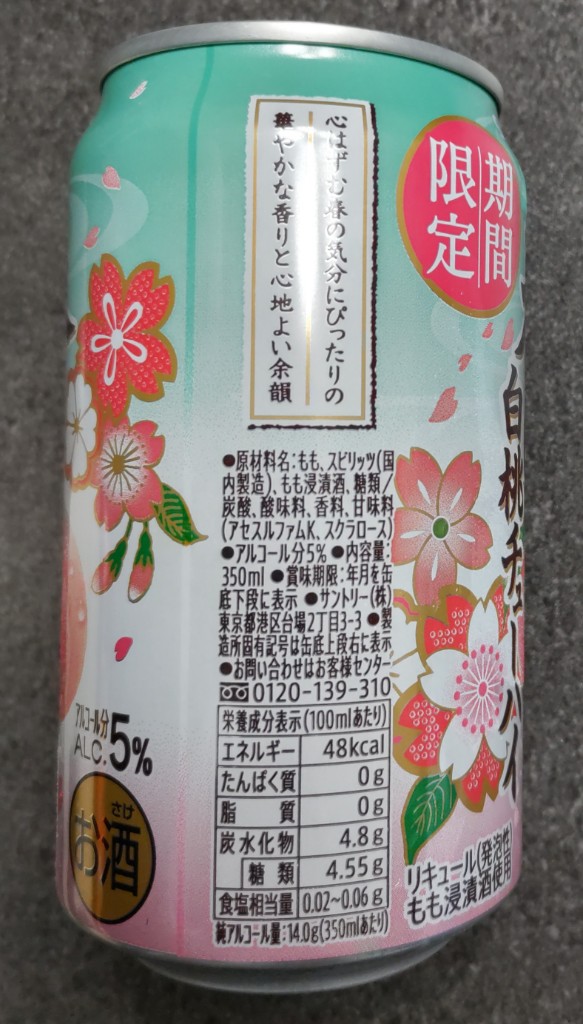 期間
限定
白桃チューハイ
心はずむ春の気分にぴったりの
華やかな香りと心地よい余韻
●原材料名:もも、スピリッツ(国
内製造)、もも浸漬酒、糖類／
炭酸、酸味料、香料、甘味料
(アセスルファムK、スクラロース)
●アルコール分5% ●内容量:
350ml ●賞味期限:年月を缶
底下段に表示 ●サントリー(株)
東京都港区台場2丁目3-3 ●製
造所固有記号は缶底上段右に表示
●お問い合わせはお客様センター
0120-139-310
栄養成分表示(100mlあたり)
エネルギー 48kcal
たんぱく質 0g
脂質 0g
炭水化物 4.8g
糖類 4.55g
食塩相当量 0.02~0.06g
純アルコール量:14.0g(350mlあたり)
アルコール分
ALC. 5%
さけ
お酒
リキュール(発泡性)
もも浸漬酒使用